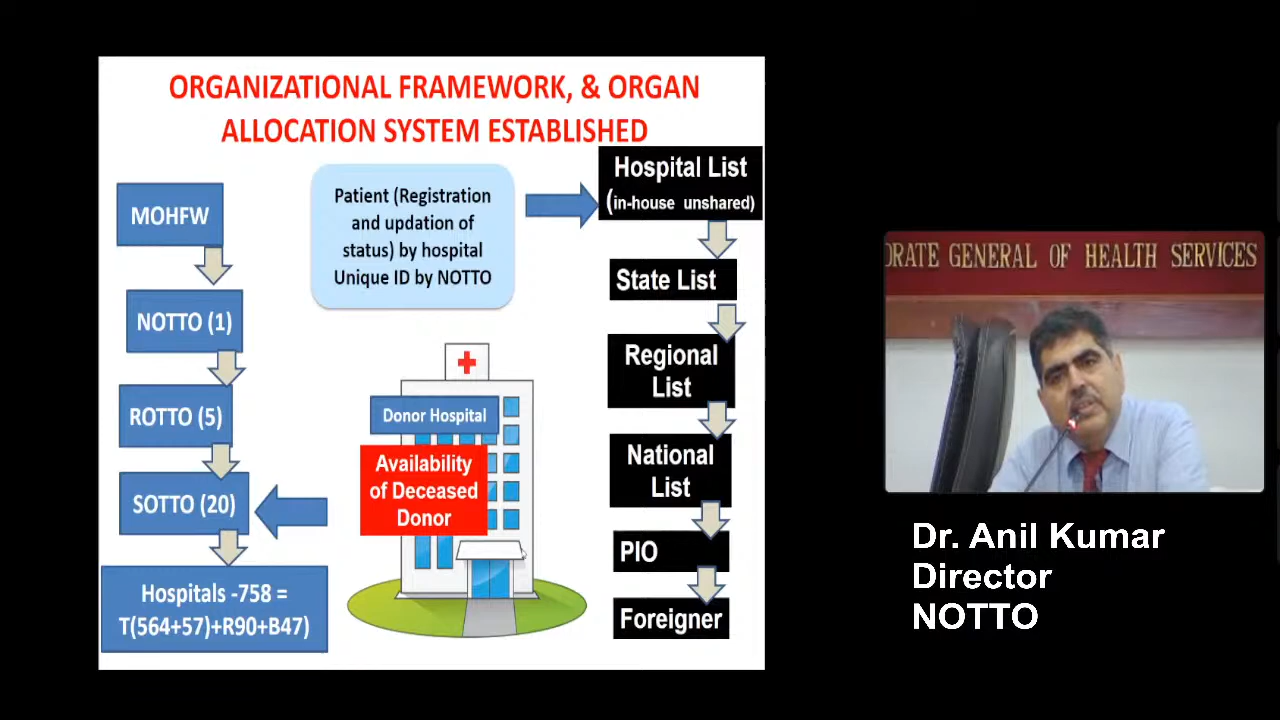 ORGANIZATIONAL FRAMEWORK, & ORGAN
ALLOCATION SYSTEM ESTABLISHED
MOHFW
NOTTO (1)
ROTTO (5)
SOTTO (20)
Hospitals -758 =
T(564+57)+R90+B47)
Patient (Registration
and updation of
status) by hospital
Unique ID by NOTTO
Donor Hospital
Availability
of Deceased
Donor
Hospital List
(in-house unshared)
State List
Regional
List
National
List
PIO
Foreigner
ORATE GENERAL OF HEALTH SERVICES
Dr. Anil Kumar
Director
NOTTO